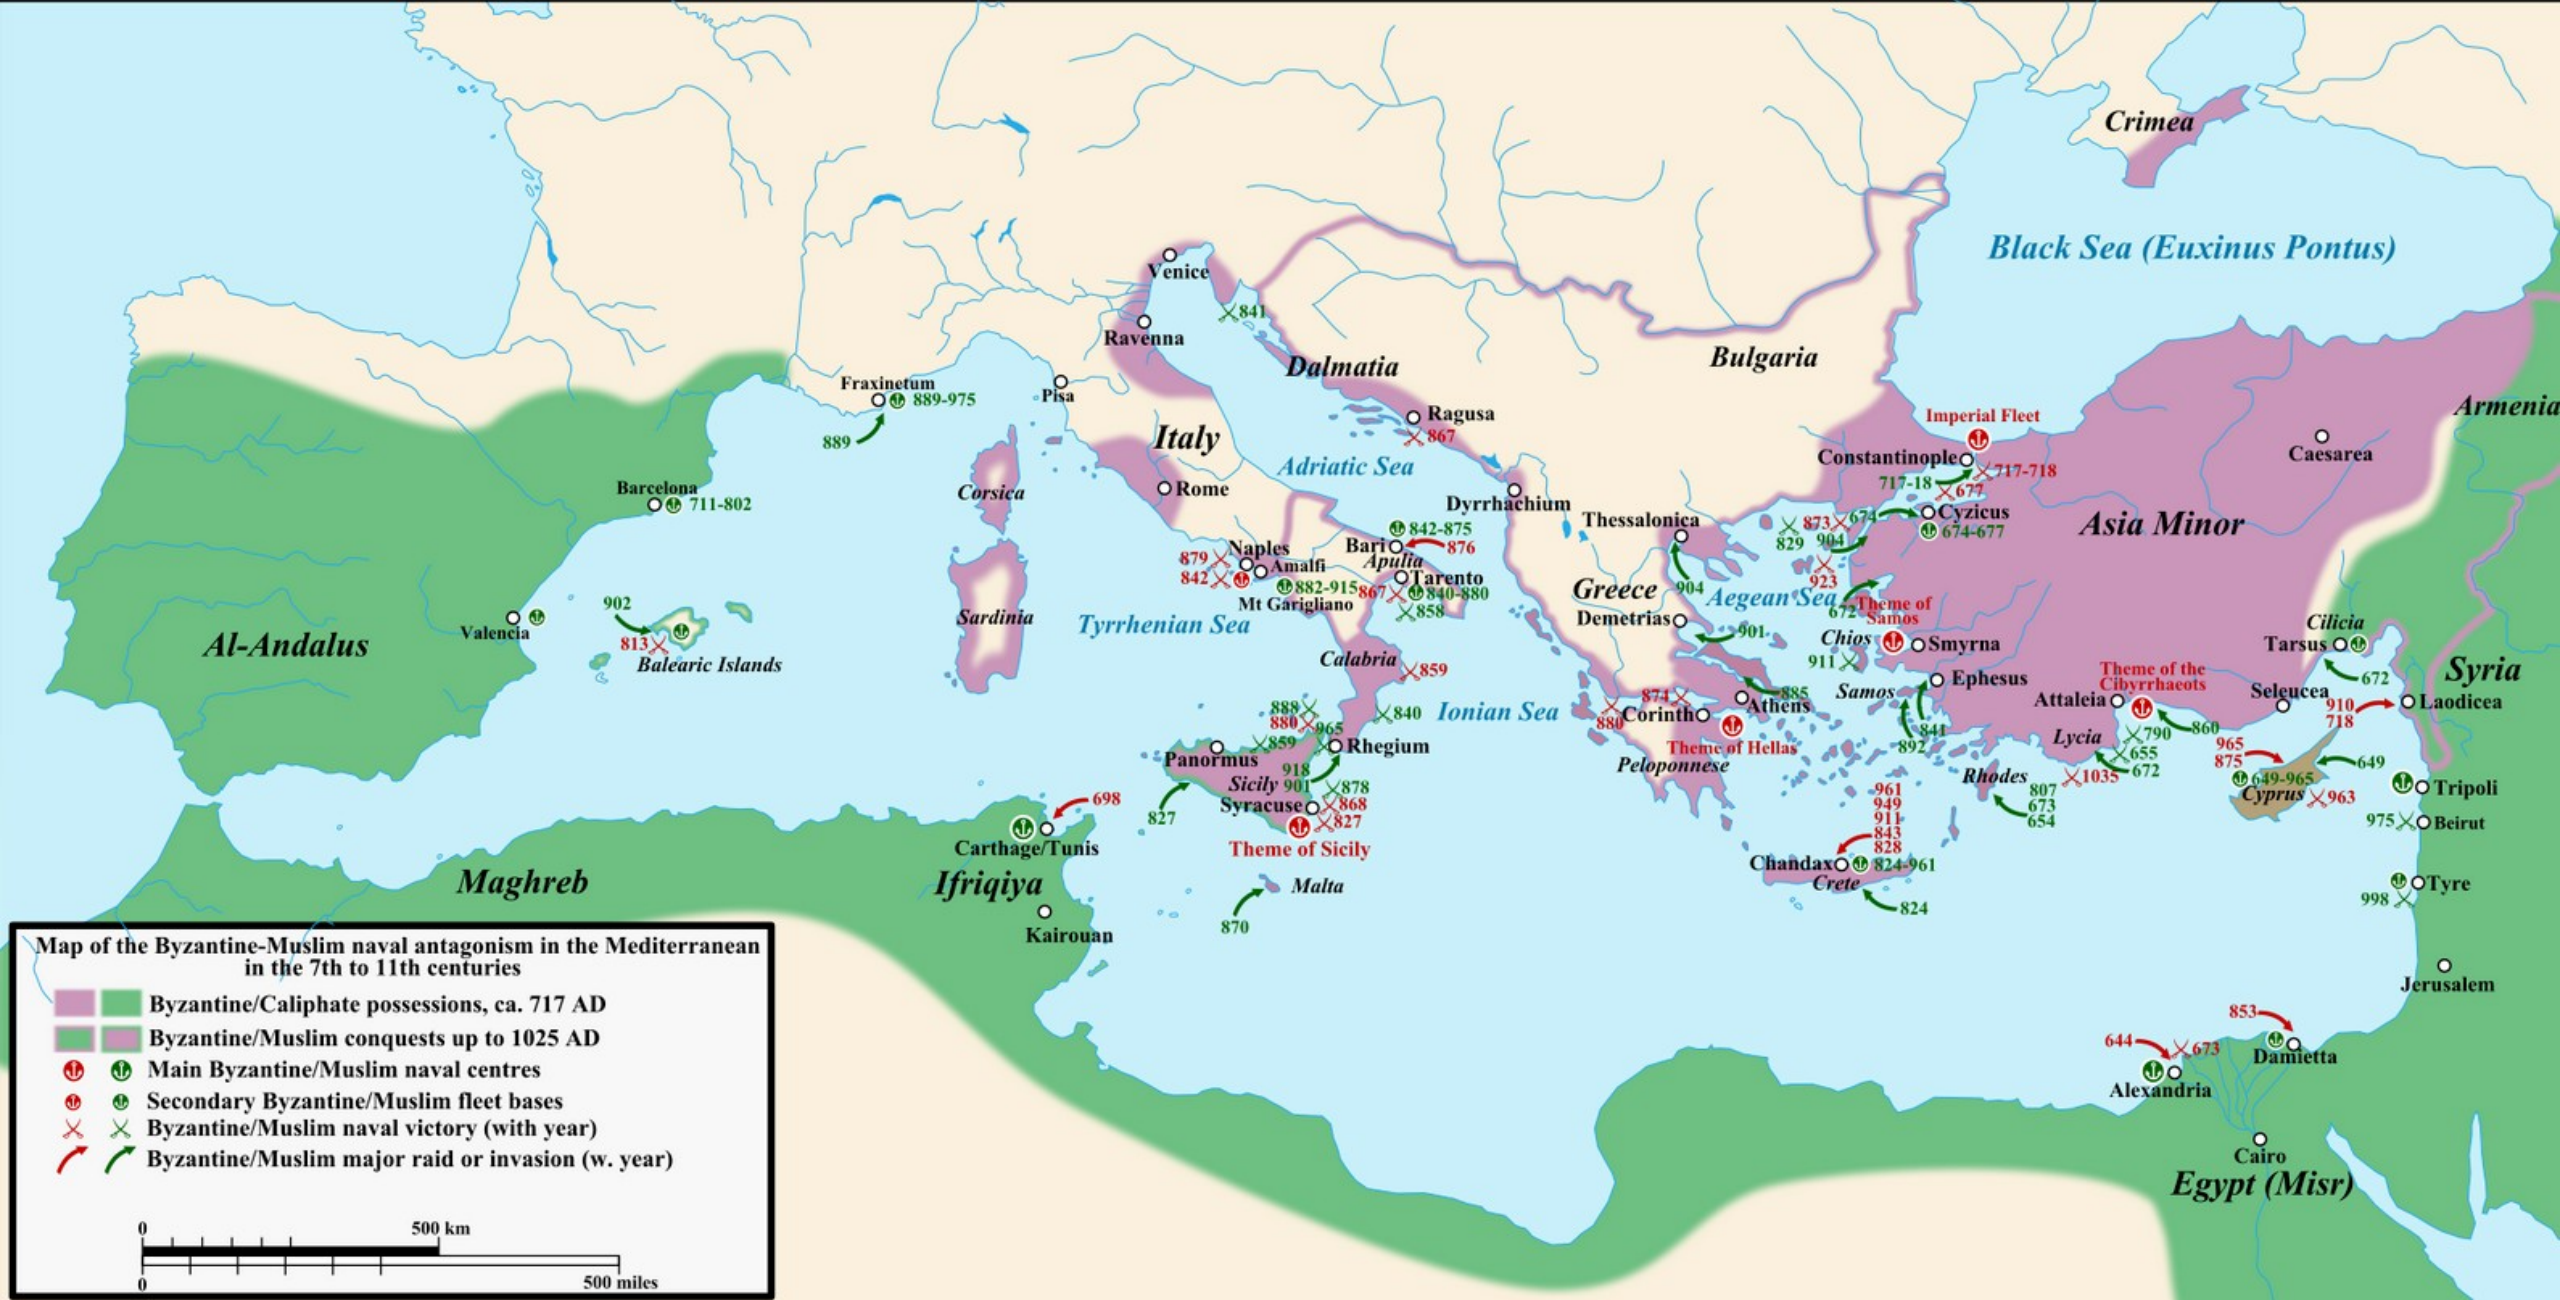 Crimea
Black Sea (Euxinus Pontus)
Venice
841
Ravenna
Dalmatia
Bulgaria
Fraxinetum
889-975
889
Pisa
Ragusa
867
Imperial Fleet
Armenia
Italy
Adriatic Sea
Constantinople
717-718
717-18
677
Caesarea
Barcelona
711-802
Corsica
Rome
Dyrrhachium
Thessalonica
873
674
Cyzicus
674-677
829
904
Asia Minor
842-875
Bari
876
Apulia
879
Naples
842
Amalfi
882-915
Mt Garigliano
Tarento
867
840-880
858
923
904
Greece
Aegean Sea
672
Theme of
Samos
Demetrias
901
Chios
911
Smyrna
902
Valencia
813
Balearic Islands
Al-Andalus
Sardinia
Tyrrhenian Sea
Calabria
859
Cilicia
Tarsus
672
Syria
Theme of the
Cibyrrhaeots
Samos
Ephesus
Attaleia
Seleucea
910
718
Laodicea
888
880
840
Ionian Sea
874
880
Corinth
885
Athens
965
859
Rhegium
Panormus
Theme of Hellas
Peloponnese
841
892
Lycia
790
860
655
672
965
875
649
918
Sicily
901
878
Syracuse
868
827
827
Theme of Sicily
Rhodes
1035
807
673
654
649-965
Cyprus
963
Tripoli
975
Beirut
698
Carthage/Tunis
961
949
911
843
828
Chandax
824-961
Crete
824
Maghreb
Ifriqiya
Malta
870
Tyre
998
Kairouan
Jerusalem
853
644
673
Damietta
Alexandria
Cairo
Egypt (Misr)
Map of the Byzantine-Muslim naval antagonism in the Mediterranean
in the 7th to 11th centuries
Byzantine/Caliphate possessions, ca. 717 AD
Byzantine/Muslim conquests up to 1025 AD
Main Byzantine/Muslim naval centres
Secondary Byzantine/Muslim fleet bases
Byzantine/Muslim naval victory (with year)
Byzantine/Muslim major raid or invasion (w. year)
0
500 km
0
500 miles